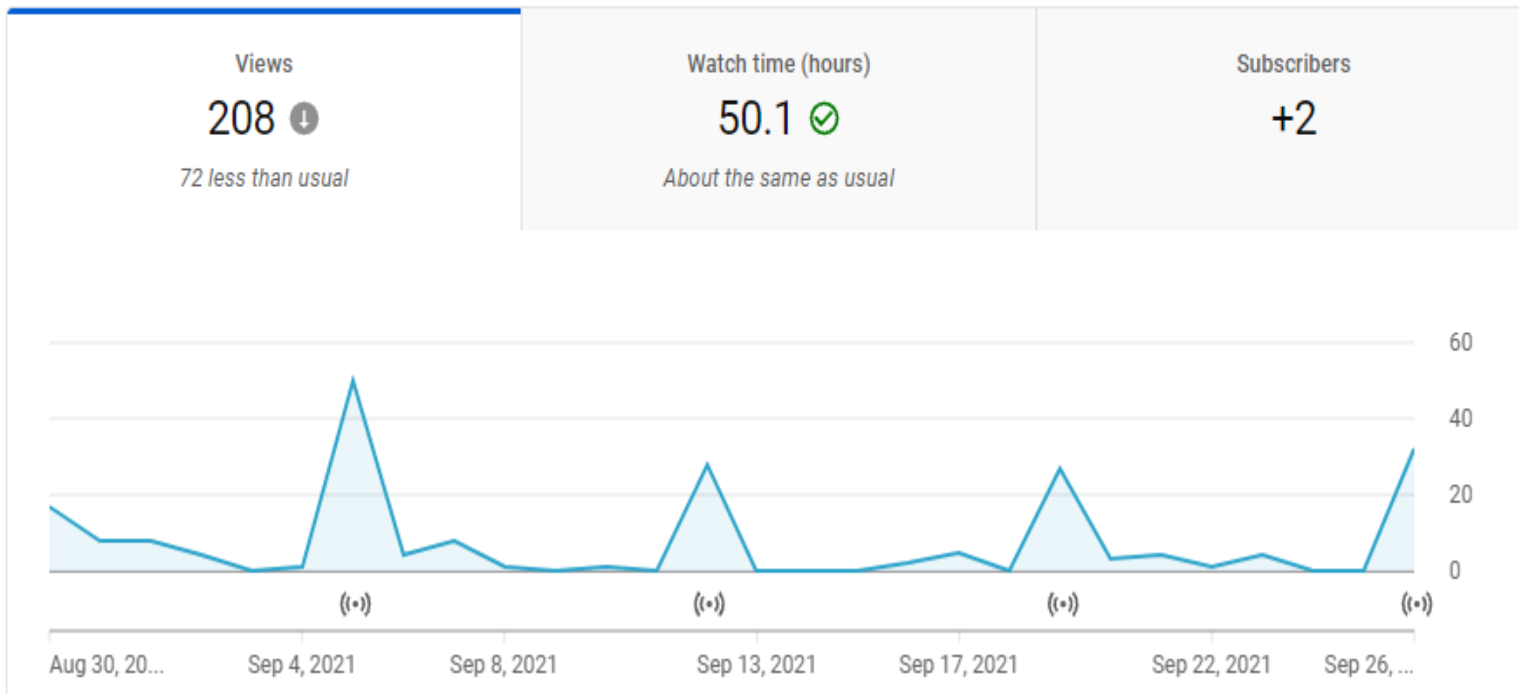 Views
208
72 less than usual
Watch time (hours)
50.1
About the same as usual
Subscribers
+2
60
40
20
0
Aug 30, 20...
Sep 4, 2021
Sep 8, 2021
Sep 13, 2021
Sep 17, 2021
Sep 22, 2021
Sep 26, ...